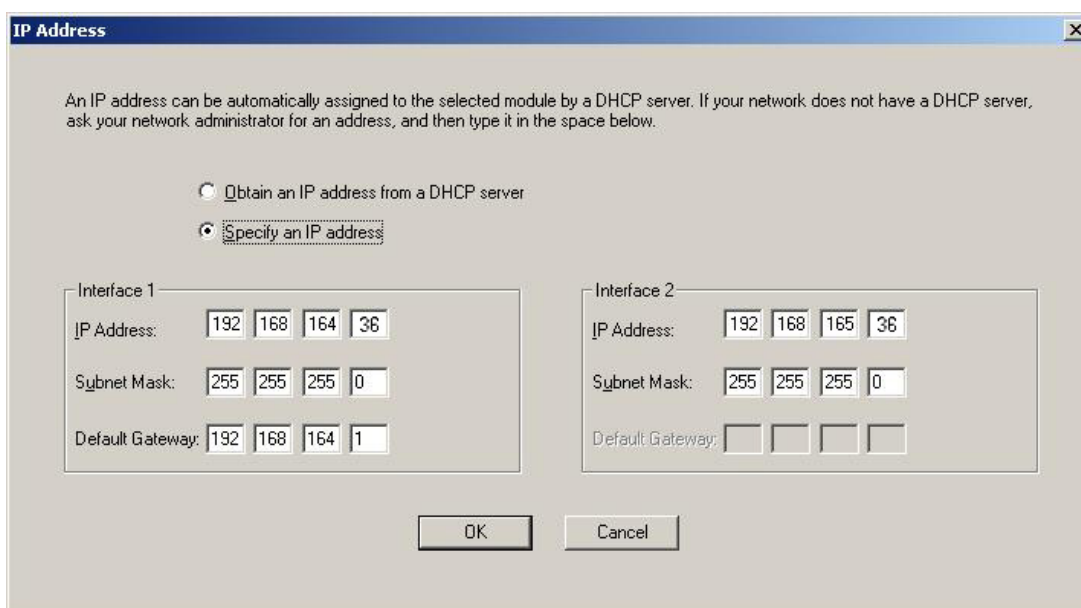 IP Address
An IP address can be automatically assigned to the selected module by a DHCP server. If your network does not have a DHCP server,
ask your network administrator for an address, and then type it in the space below.
Obtain an IP address from a DHCP server
Specify an IP address
Interface 1
IP Address: 192 168 164 36
Subnet Mask: 255 255 255 0
Default Gateway: 192 168 164 1
Interface 2
IP Address: 192 168 165 36
Subnet Mask: 255 255 255 0
Default Gateway:
OK
Cancel